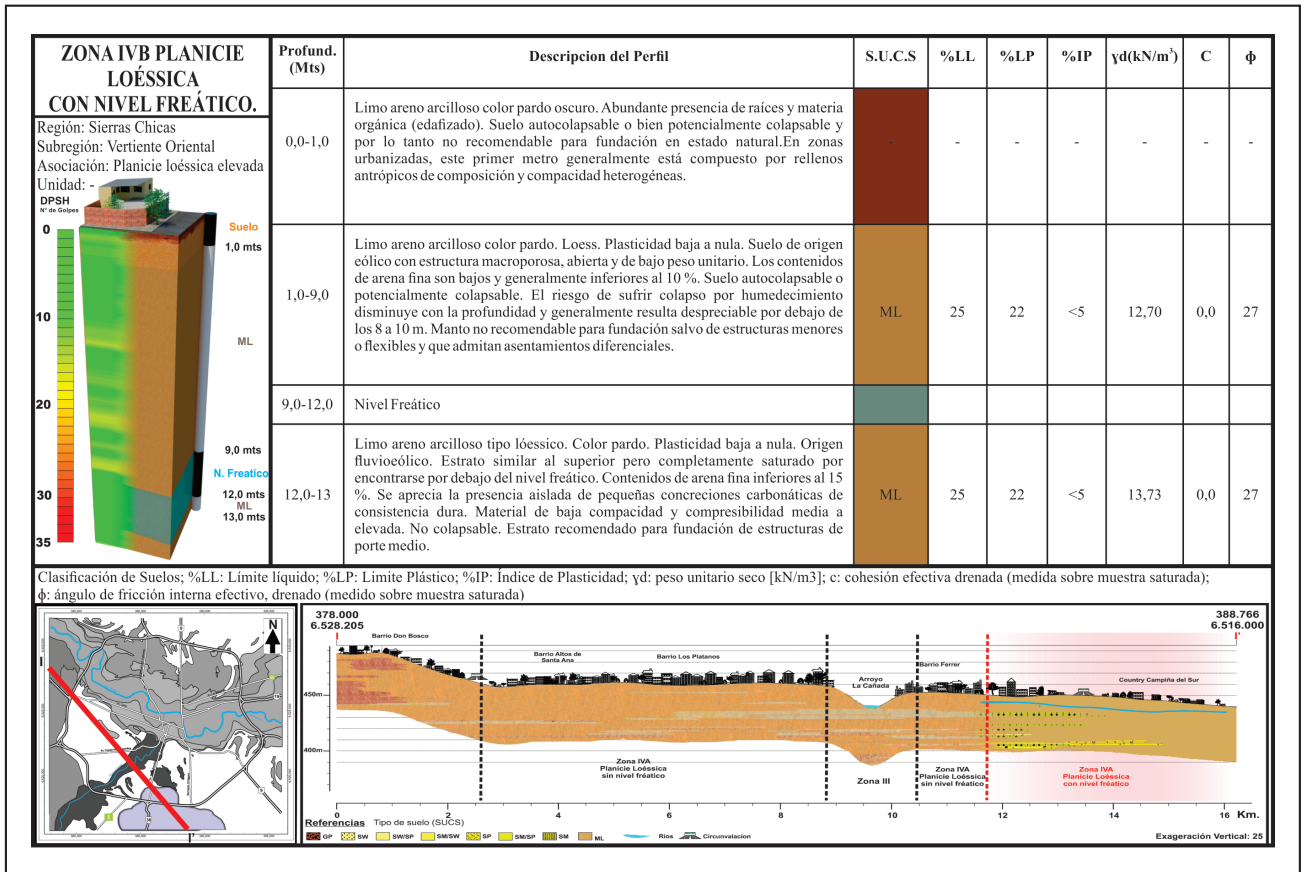 ZONA IVB PLANICIE
LOÉSSICA
CON NIVEL FREÁTICO.
Región: Sierras Chicas
Subregión: Vertiente Oriental
Asociación: Planicie loéssica elevada
Unidad: -
DPSH
N° de Golpes
0
10
20
30
35
Suelo
1,0 mts
ML
9,0 mts
N. Freatico
12,0 mts
ML
13,0 mts
Profund.
(Mts)
Descripcion del Perfil
S.U.C.S
%LL
%LP
%IP
γd(kN/m³)
C
ϕ
0,0-1,0
Limo areno arcilloso color pardo oscuro. Abundante presencia de raíces y materia
orgánica (edafizado). Suelo autocolapsable o bien potencialmente colapsable y
por lo tanto no recomendable para fundación en estado natural.En zonas
urbanizadas, este primer metro generalmente está compuesto por rellenos
antrópicos de composición y compacidad heterogéneas.
- - - - - - -
1,0-9,0
Limo areno arcilloso color pardo. Loess. Plasticidad baja a nula. Suelo de origen
eólico con estructura macroporosa, abierta y de bajo peso unitario. Los contenidos
de arena fina son bajos y generalmente inferiores al 10 %. Suelo autocolapsable o
potencialmente colapsable. El riesgo de sufrir colapso por humedecimiento
disminuye con la profundidad y generalmente resulta despreciable por debajo de
los 8 a 10 m. Manto no recomendable para fundación salvo de estructuras menores
o flexibles y que admitan asentamientos diferenciales.
ML 25 22 <5 12,70 0,0 27
9,0-12,0
Nivel Freático
12,0-13
Limo areno arcilloso tipo lóessico. Color pardo. Plasticidad baja a nula. Origen
fluvioeólico. Estrato similar al superior pero completamente saturado por
encontrarse por debajo del nivel freático. Contenidos de arena fina inferiores al 15
%. Se aprecia la presencia aislada de pequeñas concreciones carbonáticas de
consistencia dura. Material de baja compacidad y compresibilidad media a
elevada. No colapsable. Estrato recomendado para fundación de estructuras de
porte medio.
ML 25 22 <5 13,73 0,0 27
Clasificación de Suelos; %LL: Límite líquido; %LP: Limite Plástico; %IP: Índice de Plasticidad; γd: peso unitario seco [kN/m3]; c: cohesión efectiva drenada (medida sobre muestra saturada);
ϕ: ángulo de fricción interna efectivo, drenado (medido sobre muestra saturada)
N
I
I'
378.000
6.528.205
388.766
6.516.000
I
I'
Barrio Don Bosco
Barrio Altos de
Santa Ana
Barrio Los Platanos
Arroyo
La Cañada
Barrio Ferrer
Country Campiña del Sur
450m
400m
Zona IVA
Planicie Loéssica
sin nivel fréatico
Zona III
Zona IVA
Planicie Loéssica
sin nivel fréatico
Zona IVA
Planicie Loéssica
con nivel fréatico
0 2 4 6 8 10 12 14 16 Km.
Referencias Tipo de suelo (SUCS)
GP SW SW/SP SM/SW SP SM/SP SM ML Rios Circunvalacion
Exageración Vertical: 25